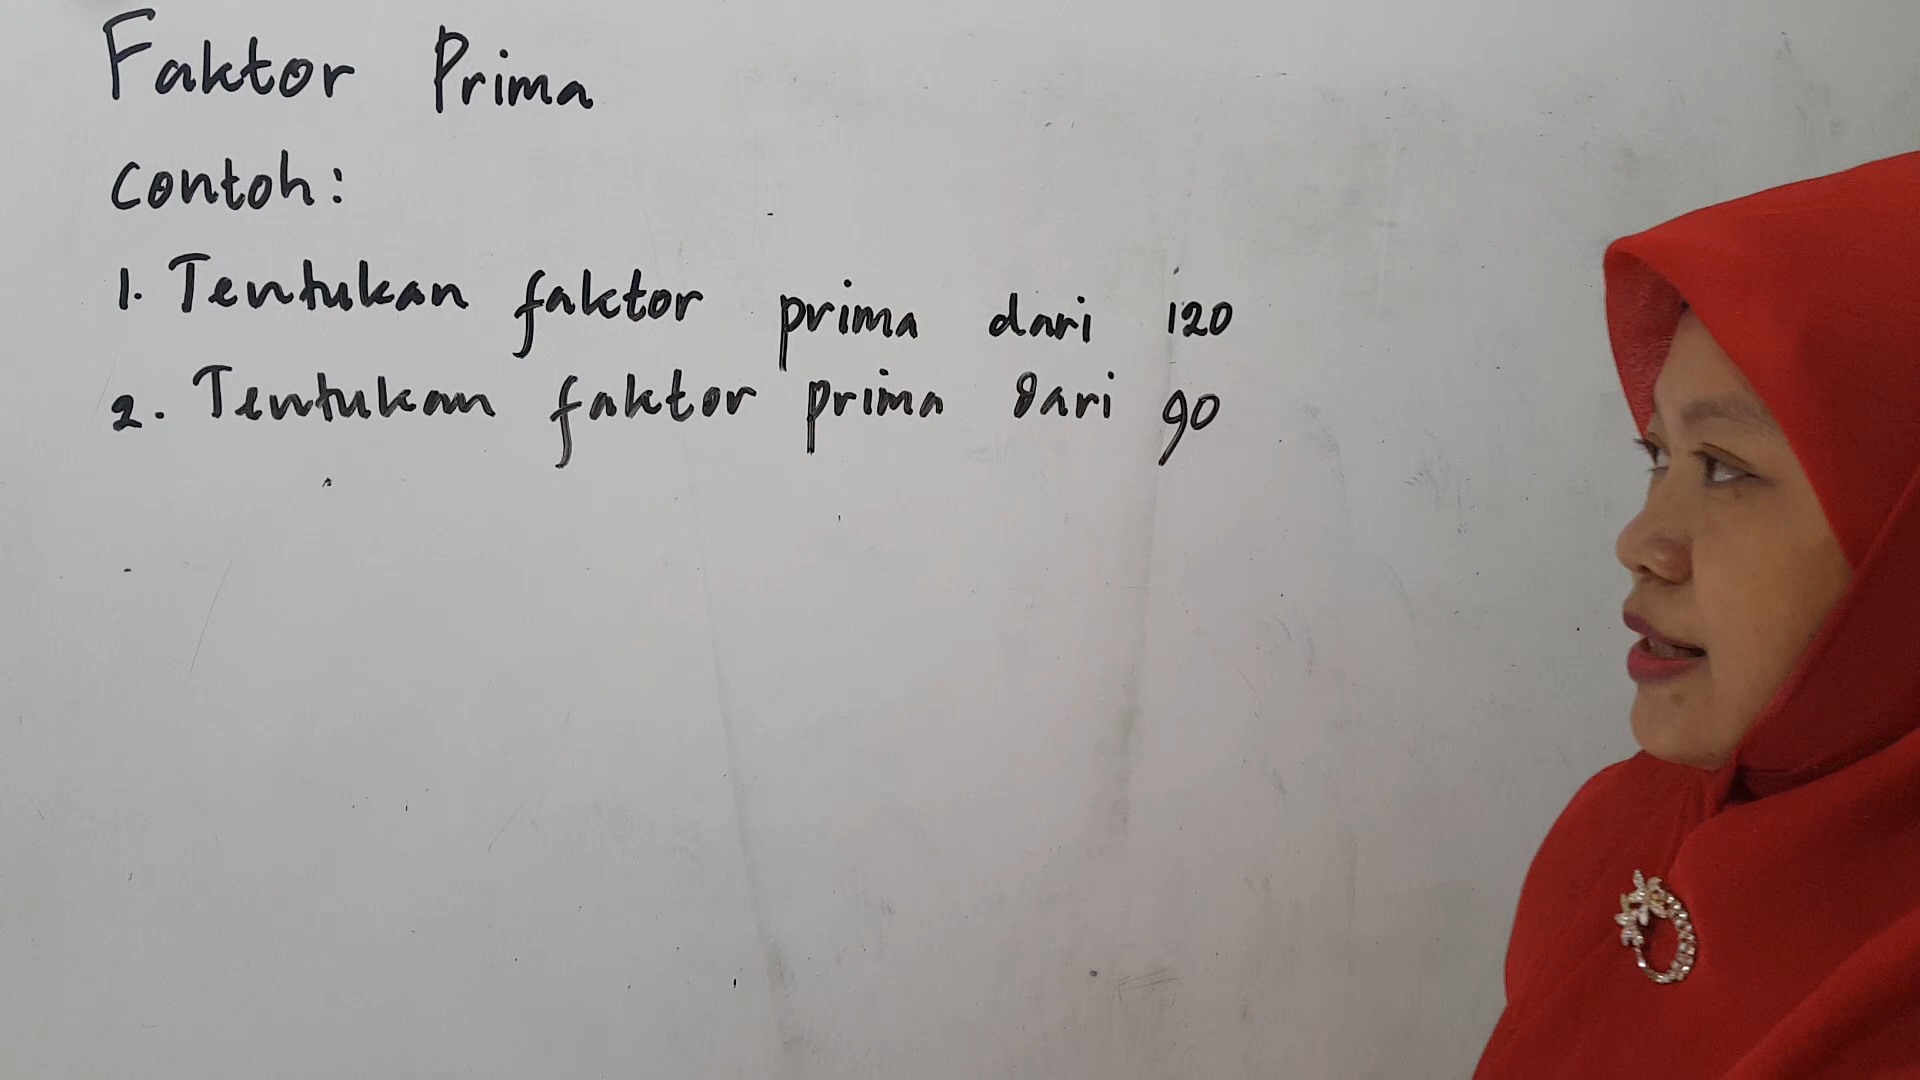 Faktor Prima
Contoh:
1. Tentukan faktor prima dari 120
2. Tentukan faktor prima dari 90